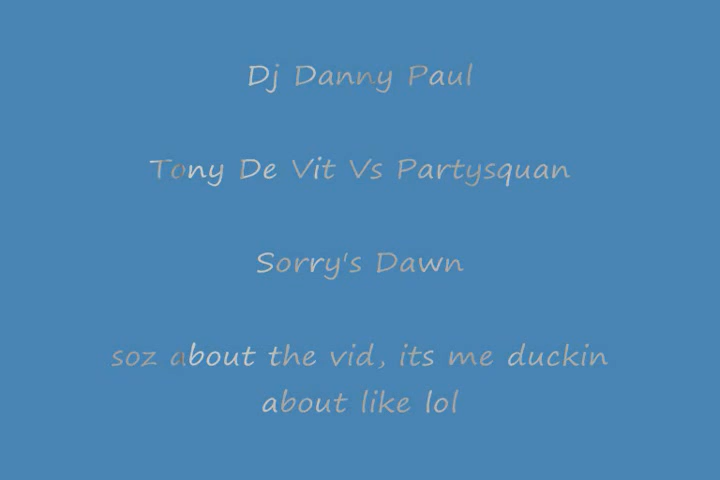 Dj Danny Paul
Tony De Vit Vs Partysquan
Sorry's Dawn
soz about the vid, its me duckin
about like lol